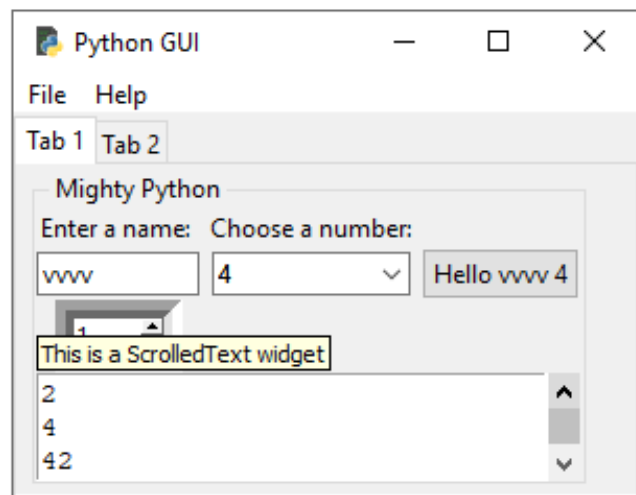 Python GUI
File Help
Tab 1 Tab 2
Mighty Python
Enter a name: Choose a number:
vvvv 4 Hello vvvv 4
1
This is a ScrolledText widget
2
4
42